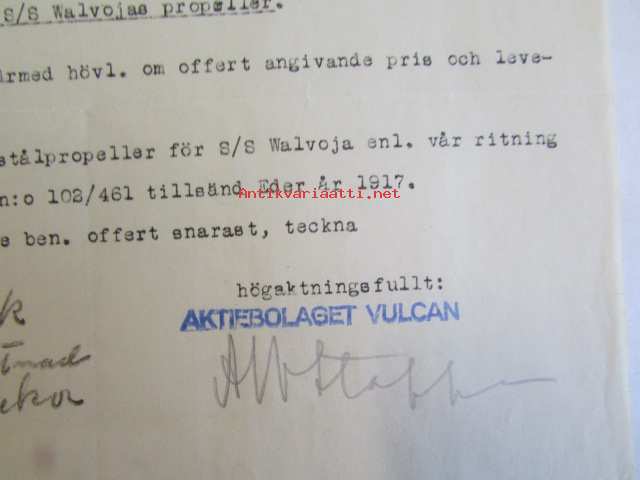 S/S Walvojas propeller.
ärmed hövl. om offert angivande pris och leve-
stålpropeller för S/S Walvoja enl. vår ritning
n:o 102/461 tillsänd Eder år 1917.
Antikvariaatti.net
s ben. offert snarast, teckna
högaktningsfullt:
AKTIEBOLAGET VULCAN